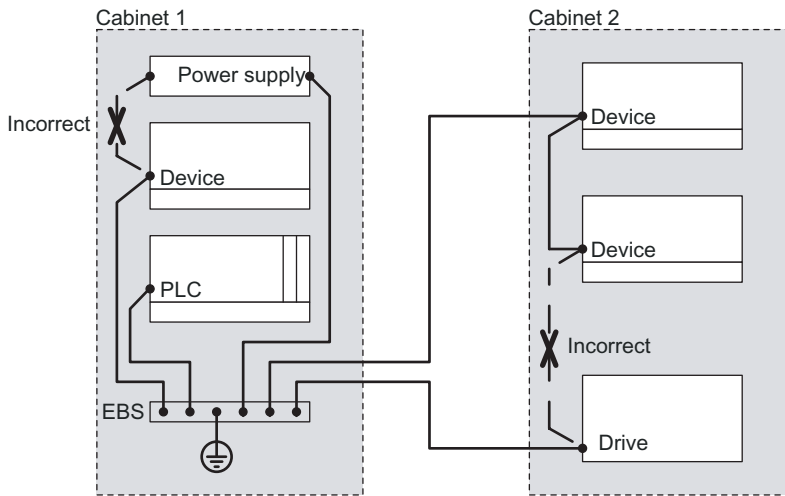 Cabinet 1
Power supply
Incorrect
Device
PLC
EBS
Cabinet 2
Device
Device
Incorrect
Drive